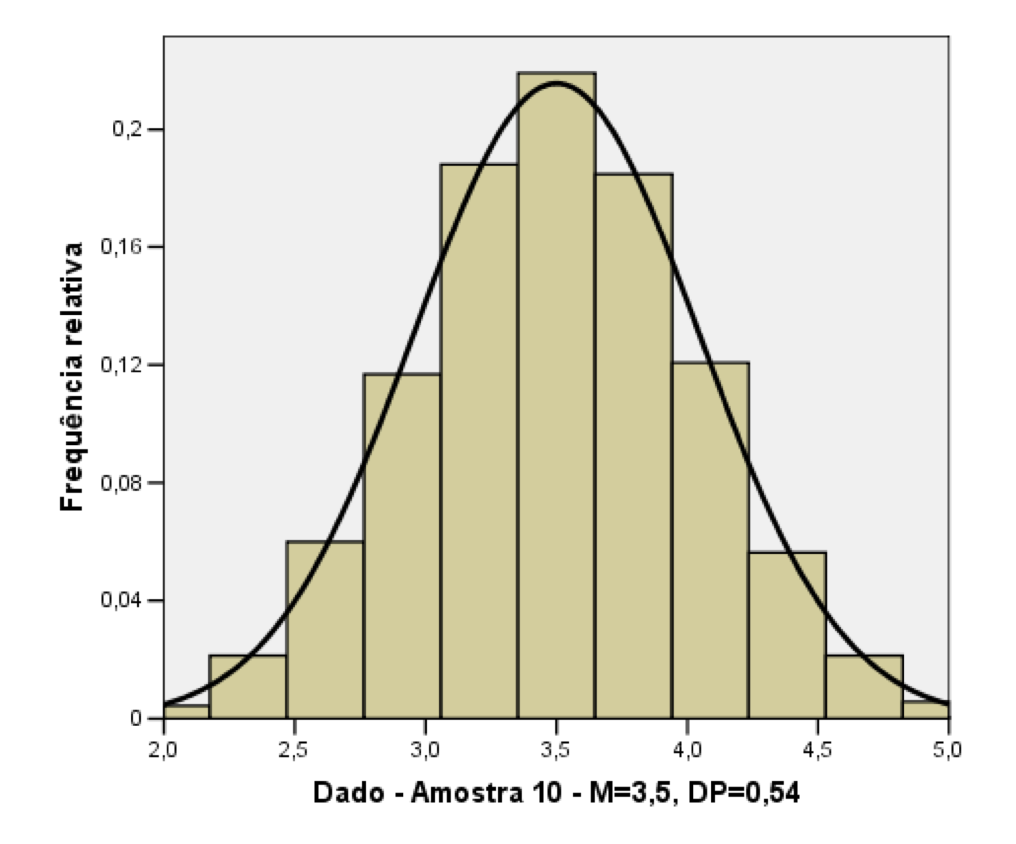 Frequência relativa
0,2
0,16
0,12
0,08
0,04
0
2,0 2,5 3,0 3,5 4,0 4,5 5,0
Dado - Amostra 10 - M=3,5, DP=0,54